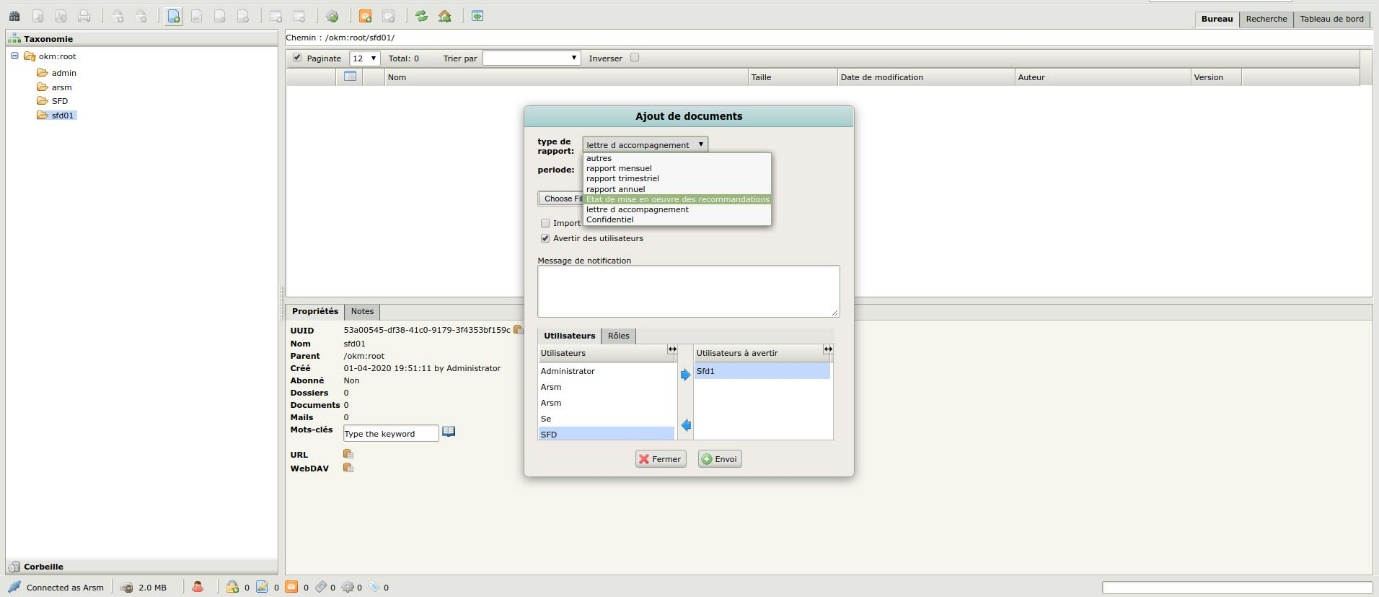 Bureau Recherche Tableau de bord
Taxonomie
okm:root
admin
arsm
SFD
sfd01
Chemin : /okm:root/sfd01/
Paginate 12 Total: 0 Trier par Inverser
Nom Taille Date de modification Auteur Version
Ajout de documents
type de rapport: lettre d accompagnement
autres
rapport mensuel
periode:
rapport trimestriel
rapport annuel
Etat de mise en oeuvre des recommandations
Choose Fi
lettre d accompagnement
Confidentiel
Import
Avertir des utilisateurs
Message de notification
Utilisateurs Rôles
Utilisateurs Utilisateurs à avertir
Administrator Sfd1
Arsm
Arsm
Se
SFD
Fermer Envoi
Propriétés Notes
UUID 53a00545-df38-41c0-9179-3f4353bf159c
Nom sfd01
Parent /okm:root
Créé 01-04-2020 19:51:11 by Administrator
Abonné Non
Dossiers 0
Documents 0
Mails 0
Mots-clés Type the keyword
URL
WebDAV
Corbeille
Connected as Arsm 2.0 MB 0 0 0 0 0 0